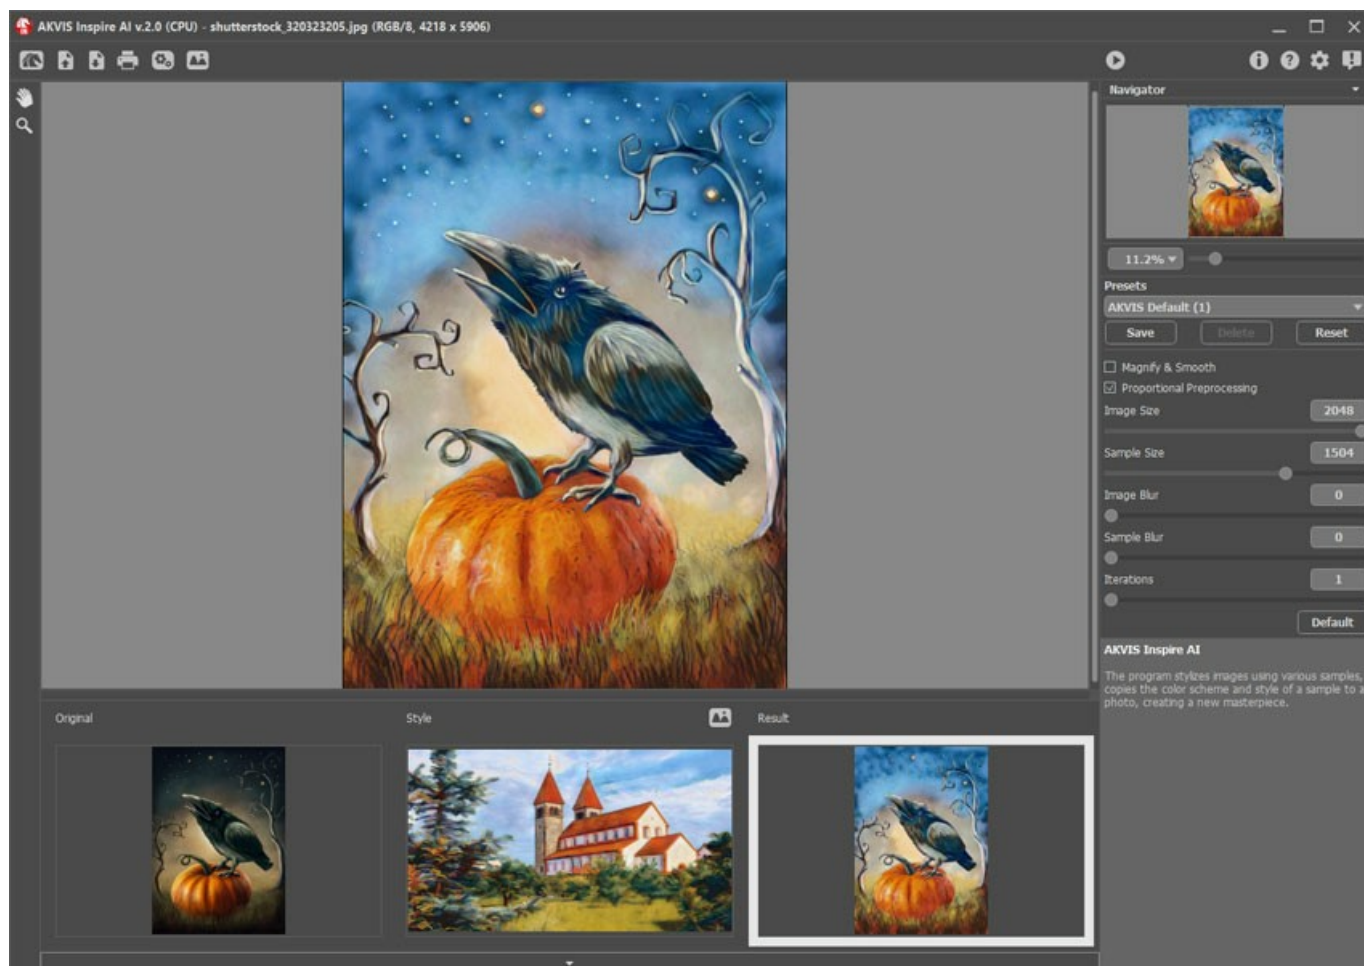 AKVIS Inspire AI v.2.0 (CPU) - shutterstock_320323205.jpg (RGB/8, 4218 x 5906)
Navigator
11.2%
Presets
AKVIS Default (1)
Save Delete Reset
Magnify & Smooth
Proportional Preprocessing
Image Size 2048
Sample Size 1504
Image Blur 0
Sample Blur 0
Iterations 1
Default
AKVIS Inspire AI
The program stylizes images using various samples,
copies the color scheme and style of a sample to a
photo, creating a new masterpiece.
Original Style Result